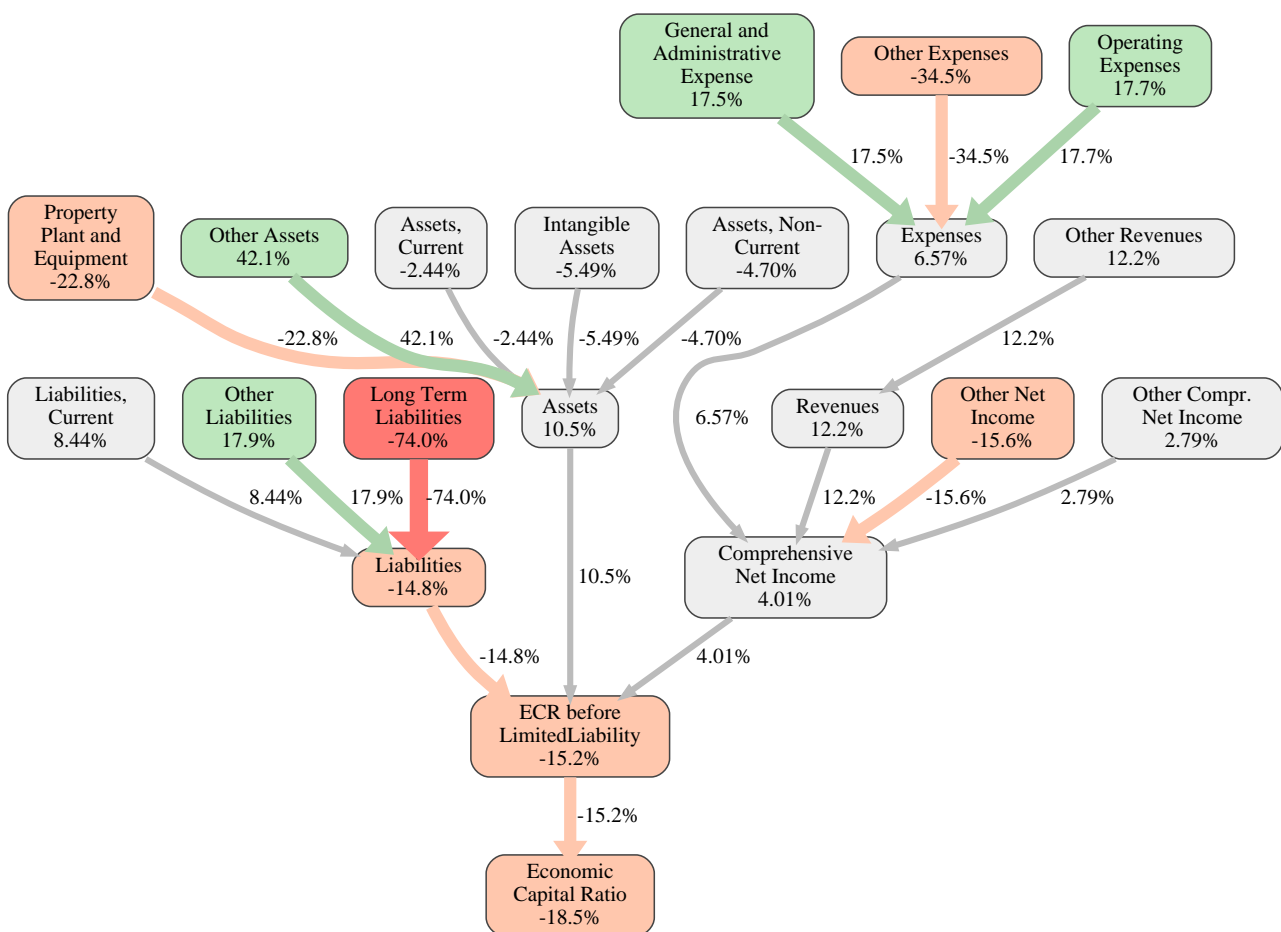 General and
Administrative
Expense
17.5%
Other Expenses
-34.5%
Operating
Expenses
17.7%
17.5%
-34.5%
17.7%
Property
Plant and
Equipment
-22.8%
Other Assets
42.1%
Assets,
Current
-2.44%
Intangible
Assets
-5.49%
Assets, Non-
Current
-4.70%
Expenses
6.57%
Other Revenues
12.2%
-22.8%
42.1%
-2.44%
-5.49%
-4.70%
12.2%
Liabilities,
Current
8.44%
Other
Liabilities
17.9%
Long Term
Liabilities
-74.0%
Assets
10.5%
6.57%
Revenues
12.2%
Other Net
Income
-15.6%
Other Compr.
Net Income
2.79%
8.44%
17.9%
-74.0%
12.2%
-15.6%
2.79%
Liabilities
-14.8%
10.5%
Comprehensive
Net Income
4.01%
-14.8%
4.01%
ECR before
LimitedLiability
-15.2%
-15.2%
Economic
Capital Ratio
-18.5%